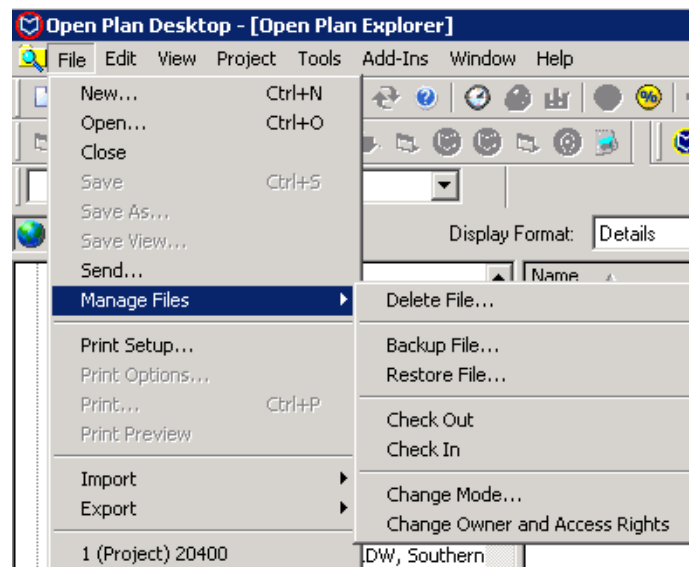 Open Plan Desktop - [Open Plan Explorer]
File Edit View Project Tools Add-Ins Window Help
New... Ctrl+N
Open... Ctrl+O
Close
Save Ctrl+S
Save As...
Save View...
Display Format: Details
Send...
Name
Manage Files
Delete File...
Print Setup...
Backup File...
Print Options...
Restore File...
Print... Ctrl+P
Print Preview
Check Out
Check In
Import
Change Mode...
Export
Change Owner and Access Rights
1 (Project) 20400
DW, Southern